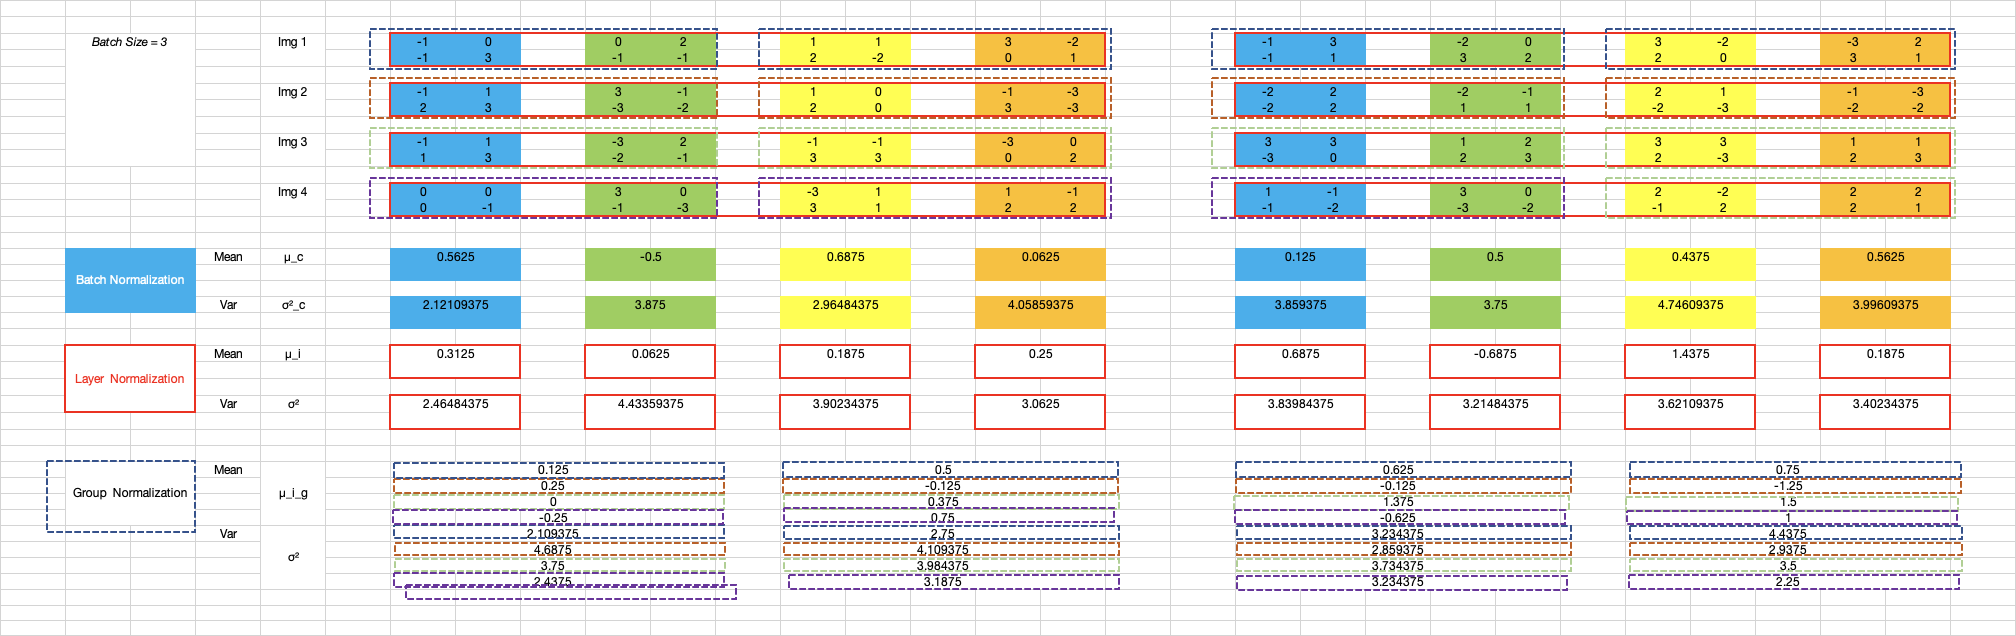 Batch Size = 3 Img 1 -1 0 0 2 1 1 3 -2 -1 3 -2 0 3 -2 -3 2
-1 3 -1 -1 2 -2 0 1 -1 1 3 2 2 0 3 1
Img 2 -1 1 3 -1 1 0 -1 -3 -2 2 -2 -1 2 1 -1 -3
2 3 -3 -2 2 0 3 -3 -2 2 1 1 -2 -3 -2 -2
Img 3 -1 1 -3 2 -1 -1 -3 0 3 3 1 2 3 3 1 1
1 3 -2 -1 3 3 0 2 -3 0 2 3 2 -3 2 3
Img 4 0 0 3 0 -3 1 1 -1 1 -1 3 0 2 -2 2 2
0 -1 -1 -3 3 1 2 2 -1 -2 -3 -2 -1 2 2 1
Mean μ_c 0.5625 -0.5 0.6875 0.0625 0.125 0.5 0.4375 0.5625
Batch Normalization
Var σ²_c 2.12109375 3.875 2.96484375 4.05859375 3.859375 3.75 4.74609375 3.99609375
Mean μ_i 0.3125 0.0625 0.1875 0.25 0.6875 -0.6875 1.4375 0.1875
Layer Normalization
Var σ² 2.46484375 4.43359375 3.90234375 3.0625 3.83984375 3.21484375 3.62109375 3.40234375
Mean 0.125 0.5 0.625 0.75
0.25 -0.125 -0.125 -1.25
Group Normalization μ_i_g
0 0.375 1.375 1.5
-0.25 0.75 -0.625 1
Var 2.109375 2.75 3.234375 4.4375
4.6875 4.109375 2.859375 2.9375
σ²
3.75 3.984375 3.734375 3.5
2.4375 3.1875 3.234375 2.25